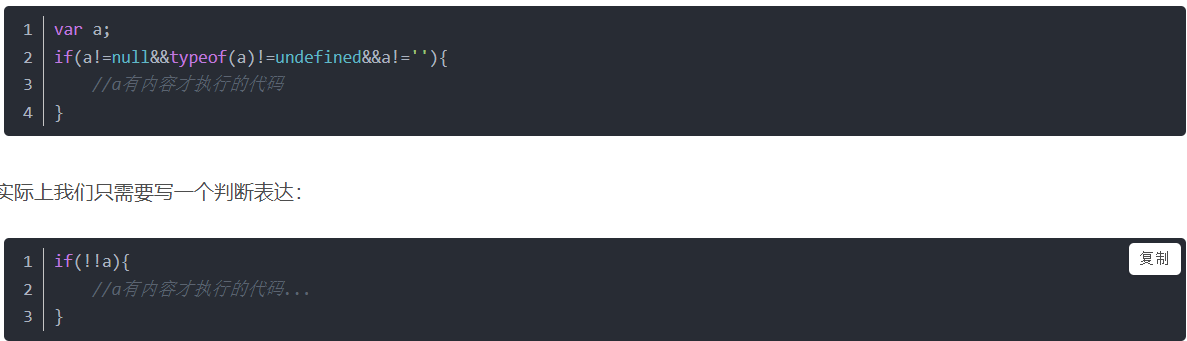 1 var a;
2 if(a!=null&&typeof(a)!=undefined&&a!=''){
3     //a有内容才执行的代码
4 }
实际上我们只需要写一个判断表达：
复制
1 if(!!a){
2     //a有内容才执行的代码...
3 }